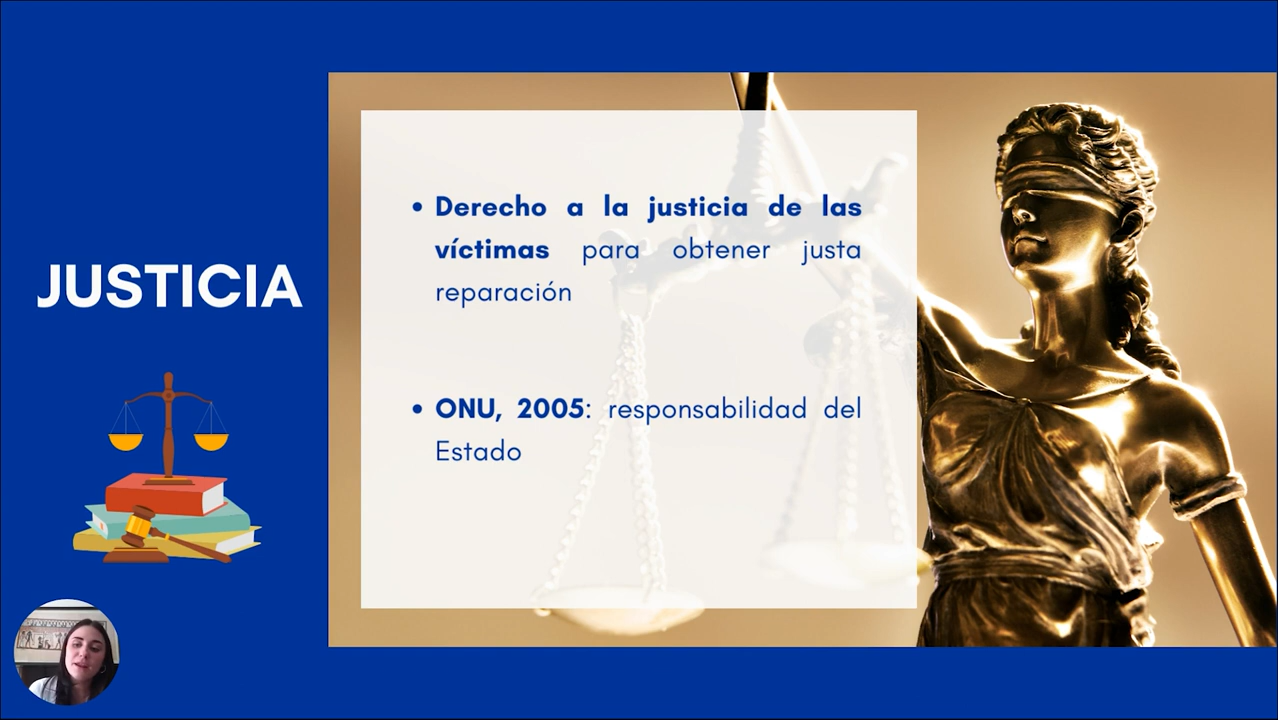 JUSTICIA
• Derecho a la justicia de las
víctimas para obtener justa
reparación
• ONU, 2005: responsabilidad del
Estado